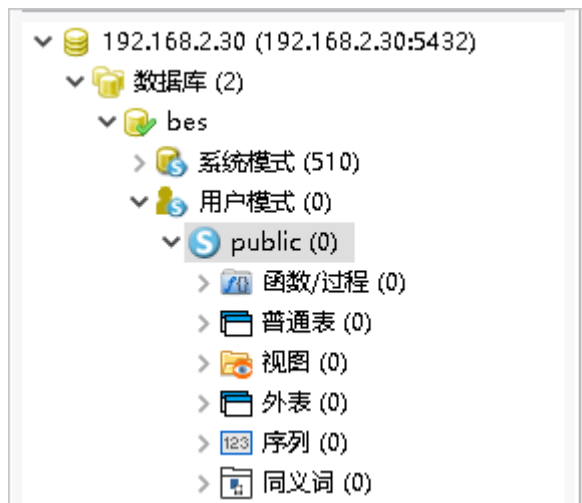 192.168.2.30 (192.168.2.30:5432)
数据库 (2)
bes
系统模式 (510)
用户模式 (0)
public (0)
函数/过程 (0)
普通表 (0)
视图 (0)
外表 (0)
123 序列 (0)
同义词 (0)